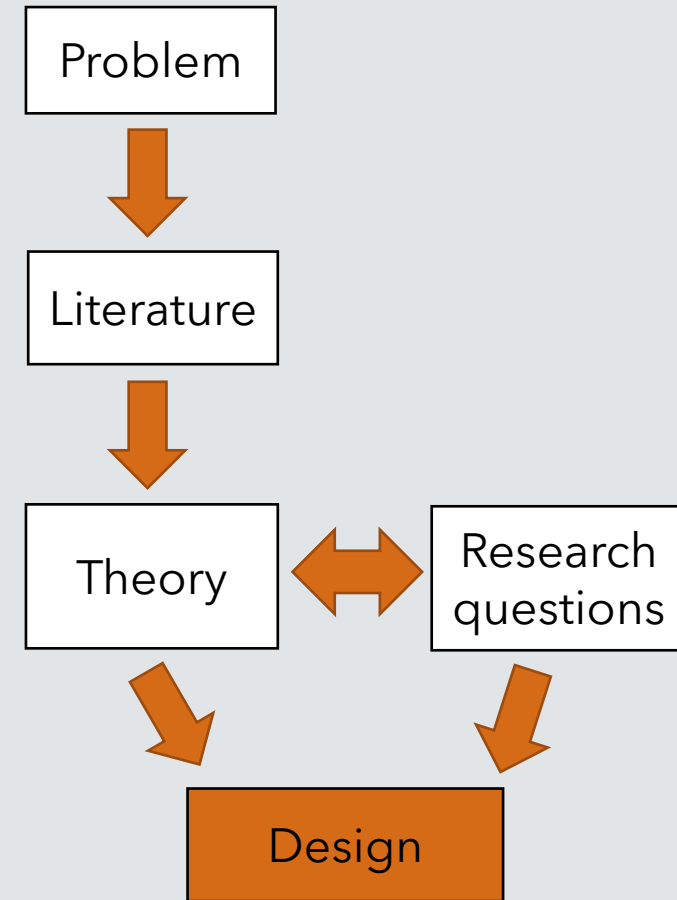 Problem
Literature
Theory
Research
questions
Design